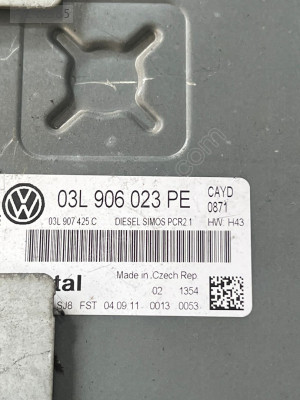 03L 906 023 PE
CAYD
0871
03L 907 425 C DIESEL SIMOS PCR2.1 HW H43
Made in .Czech Rep.
02 1354
tal
SJ8 FST 04 09 11 0013 0053